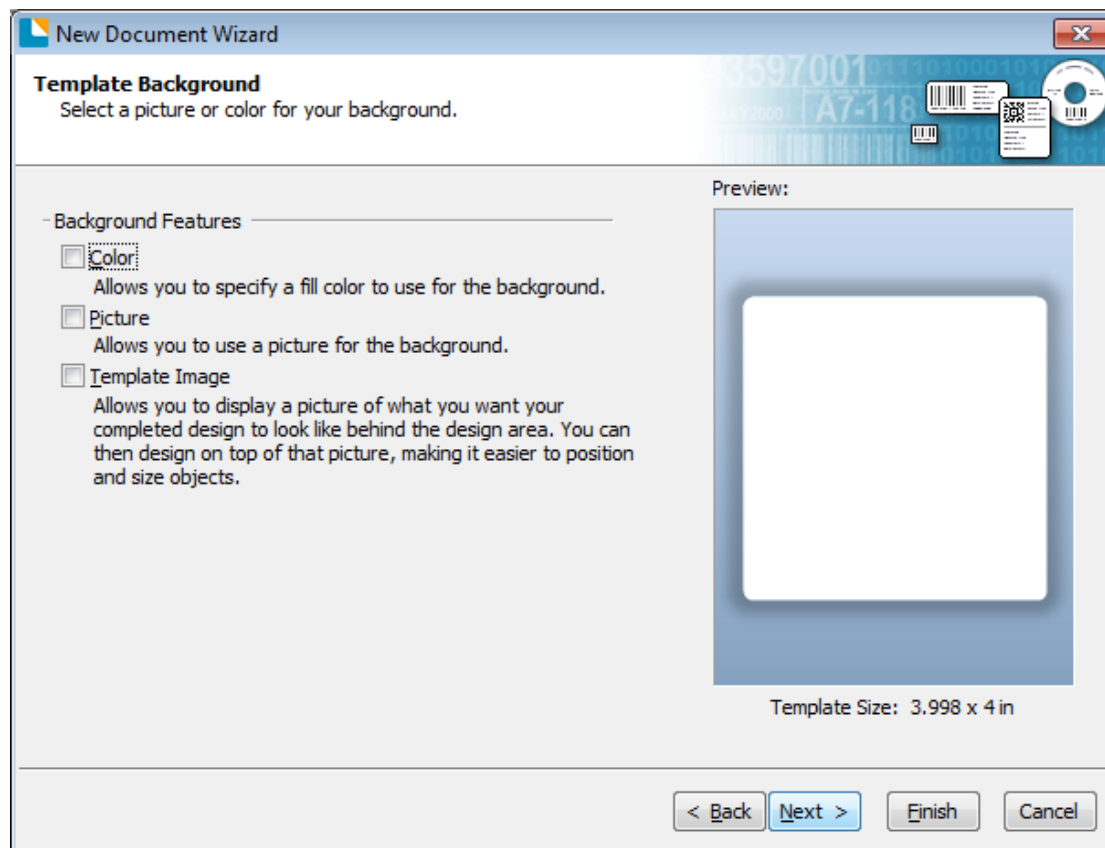 New Document Wizard
Template Background
Select a picture or color for your background.
3597001
A7-118
Preview:
Background Features
Color
Allows you to specify a fill color to use for the background.
Picture
Allows you to use a picture for the background.
Template Image
Allows you to display a picture of what you want your
completed design to look like behind the design area. You can
then design on top of that picture, making it easier to position
and size objects.
Template Size: 3.998 x 4 in
< Back
Next >
Finish
Cancel